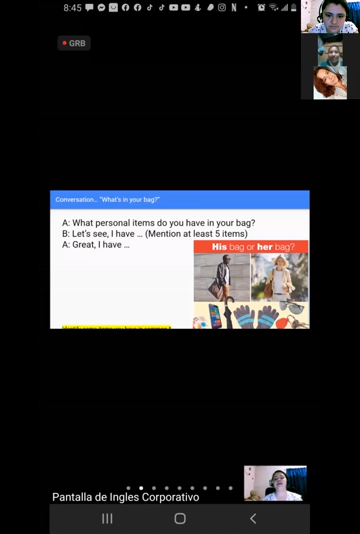 8:45
GRB
Conversation... "What's in your bag?"
A: What personal items do you have in your bag?
B: Let's see, I have ... (Mention at least 5 items)
A: Great, I have ...
His bag or her bag?
Pantalla de Ingles Corporativo